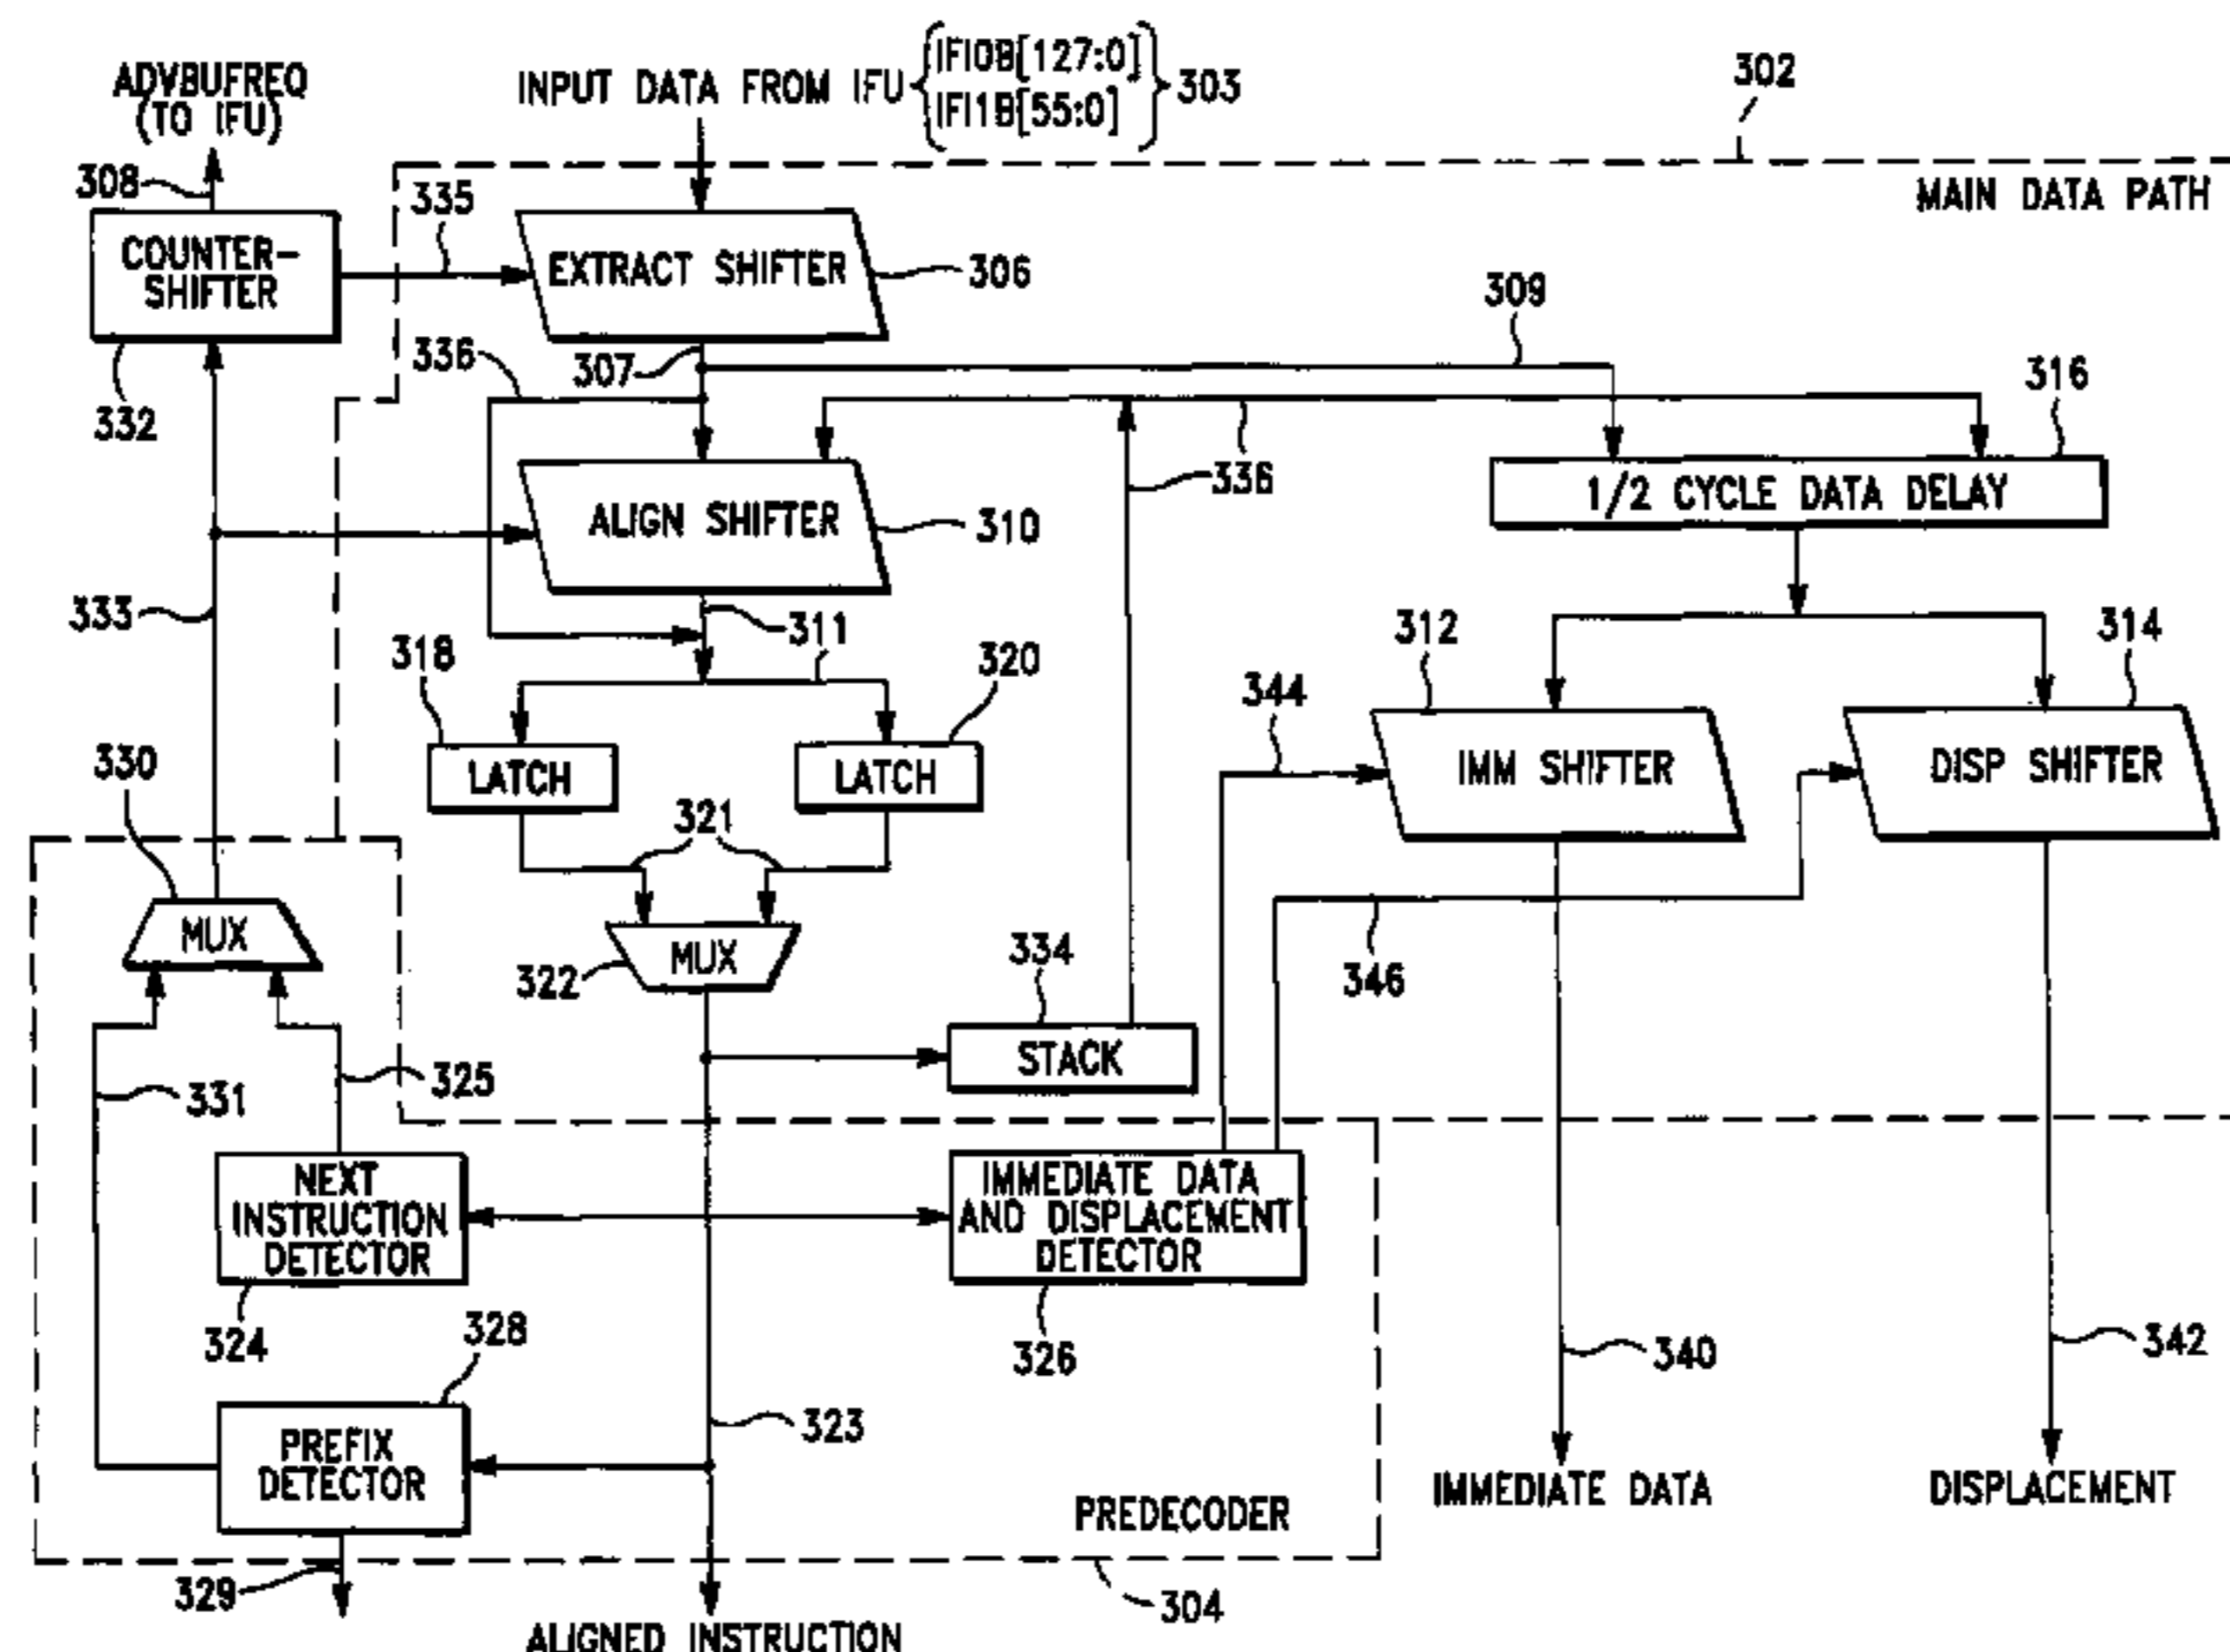 ADVBUFREQ
(TO IFU)
INPUT DATA FROM IFU
IFI0B[127:0]
IFI1B[55:0]
303
302
MAIN DATA PATH
308
335
COUNTER-
SHIFTER
EXTRACT SHIFTER
306
309
332
336
307
316
336
1/2 CYCLE DATA DELAY
ALIGN SHIFTER
310
333
311
312
314
318
320
344
LATCH
LATCH
IMM SHIFTER
DISP SHIFTER
330
321
MUX
MUX
322
334
346
STACK
331
325
NEXT
INSTRUCTION
DETECTOR
IMMEDIATE DATA
AND DISPLACEMENT
DETECTOR
324
328
326
340
342
PREFIX
DETECTOR
323
IMMEDIATE DATA
DISPLACEMENT
PREDECODER
329
304
ALIGNED INSTRUCTION